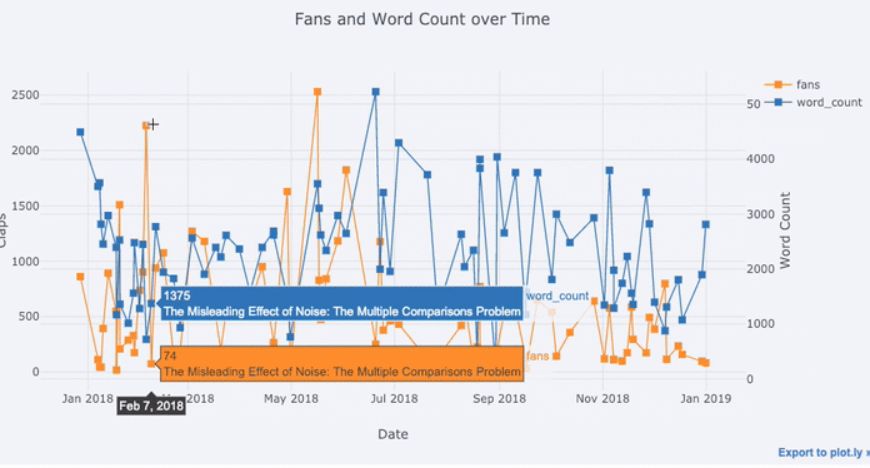 Fans and Word Count over Time
2500
2000
1500
1000
500
0
Claps
fans
word_count
50
4000
3000
2000
1000
0
Word Count
1375
The Misleading Effect of Noise: The Multiple Comparisons Problem
word_count
74
The Misleading Effect of Noise: The Multiple Comparisons Problem
fans
Jan 2018
2018
May 2018
Jul 2018
Sep 2018
Nov 2018
Jan 2019
Feb 7, 2018
Date
Export to plot.ly »